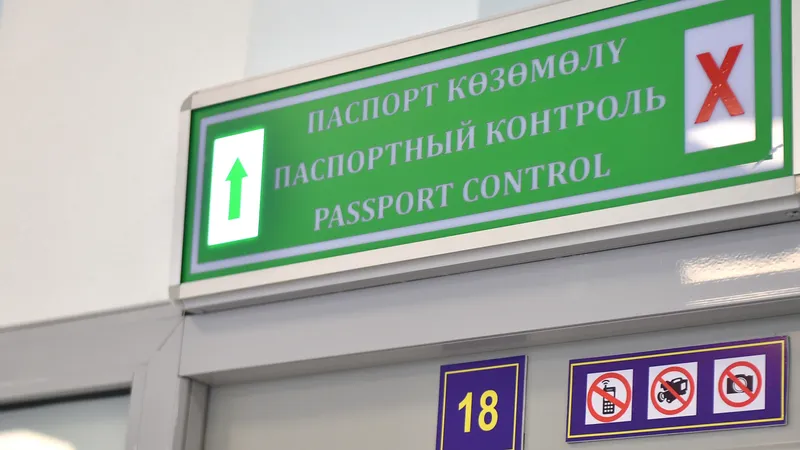 ПАСПОРТ КӨЗӨМӨЛҮ
ПАСПОРТНЫЙ КОНТРОЛЬ
PASSPORT CONTROL
X
18